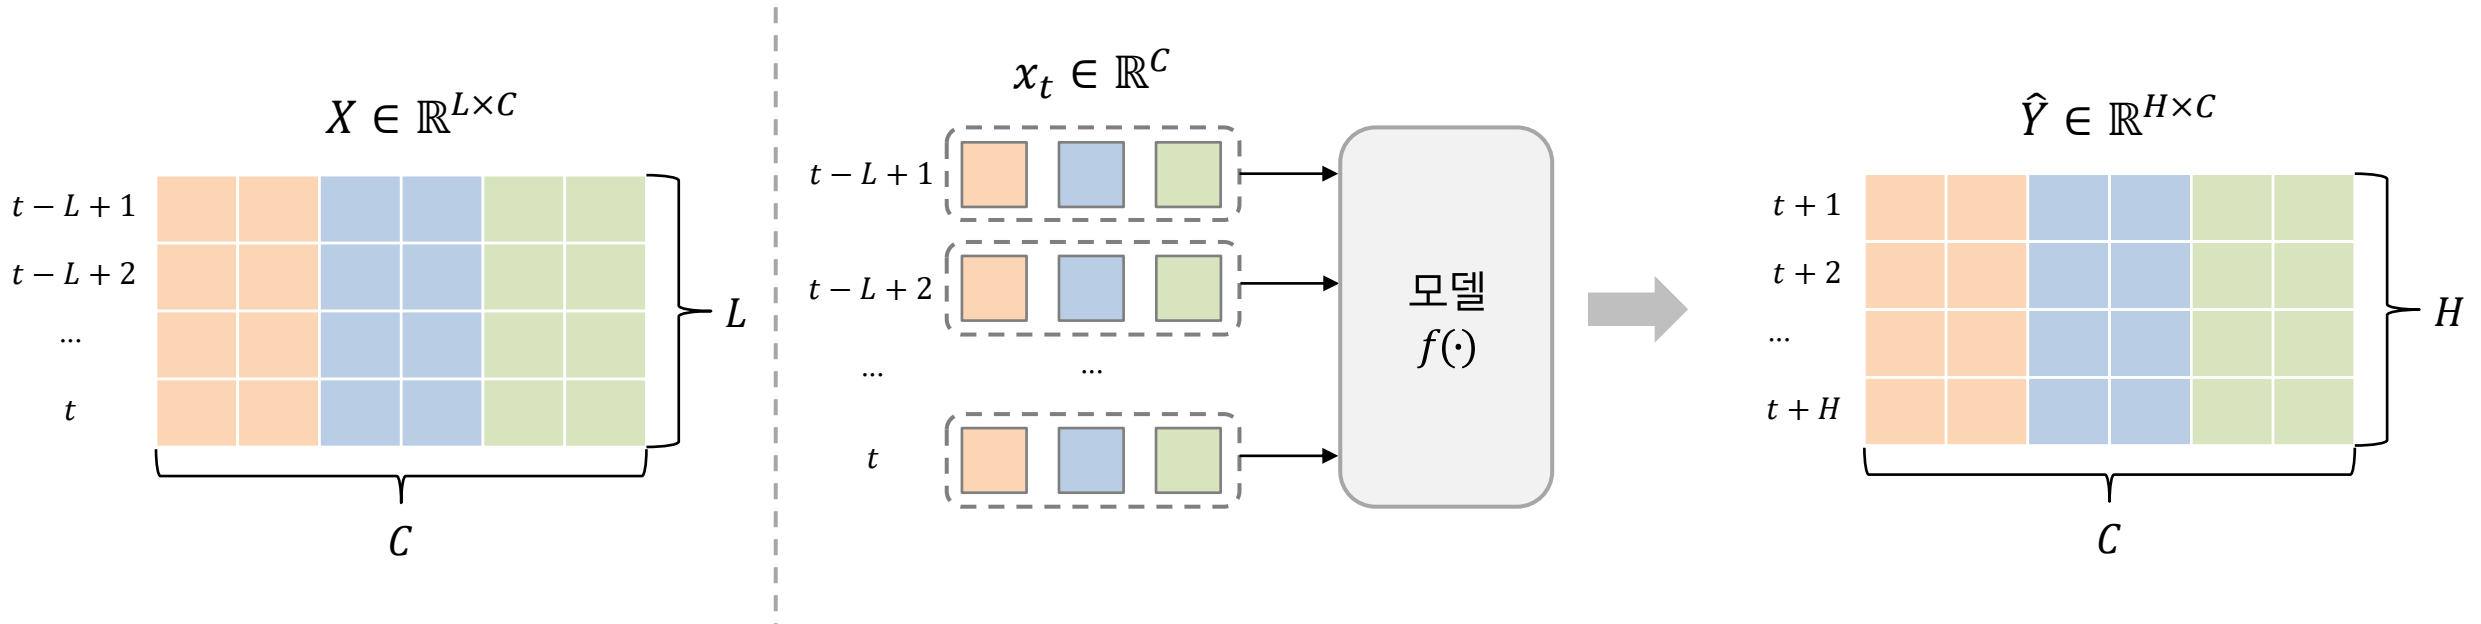 X ∈ ℝ^{L×C}
t − L + 1
t − L + 2
...
t
L
C
x_t ∈ ℝ^C
t − L + 1
t − L + 2
... ...
t
모델
f(·)
Ŷ ∈ ℝ^{H×C}
t + 1
t + 2
...
t + H
H
C